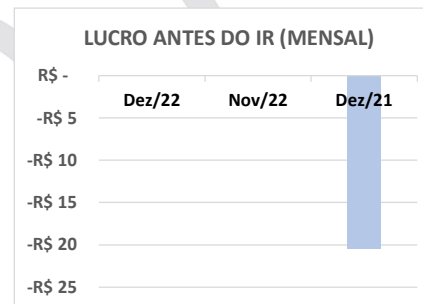 LUCRO ANTES DO IR (MENSAL)
R$ -
Dez/22 Nov/22 Dez/21
-R$ 5
-R$ 10
-R$ 15
-R$ 20
-R$ 25